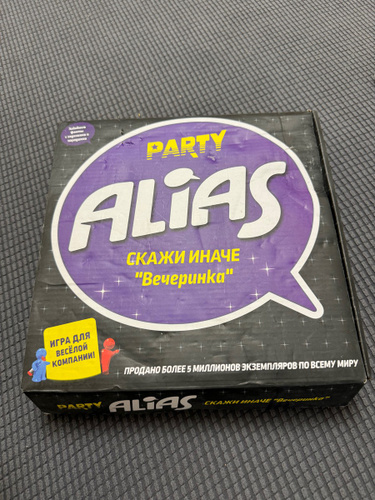 PARTY
ALiAS
СКАЖИ ИНАЧЕ
"Вечеринка"
ИГРА ДЛЯ
ВЕСЁЛОЙ
КОМПАНИИ!
ПРОДАНО БОЛЕЕ 5 МИЛЛИОНОВ ЭКЗЕМПЛЯРОВ ПО ВСЕМУ МИРУ
PARTY ALiAS СКАЖИ ИНАЧЕ "Вечеринка"